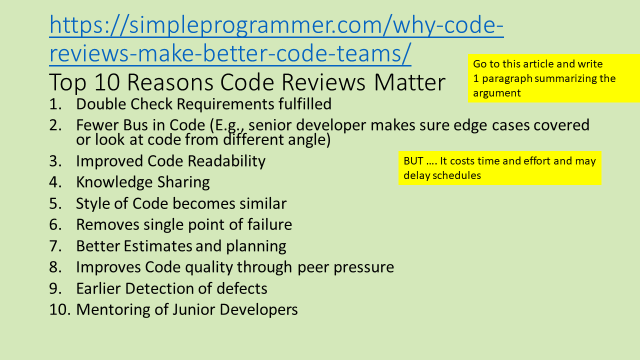 https://simpleprogrammer.com/why-code-
reviews-make-better-code-teams/
Top 10 Reasons Code Reviews Matter
Go to this article and write
1 paragraph summarizing the
argument
1. Double Check Requirements fulfilled
2. Fewer Bus in Code (E.g., senior developer makes sure edge cases covered
or look at code from different angle)
3. Improved Code Readability
BUT .... It costs time and effort and may
delay schedules
4. Knowledge Sharing
5. Style of Code becomes similar
6. Removes single point of failure
7. Better Estimates and planning
8. Improves Code quality through peer pressure
9. Earlier Detection of defects
10. Mentoring of Junior Developers